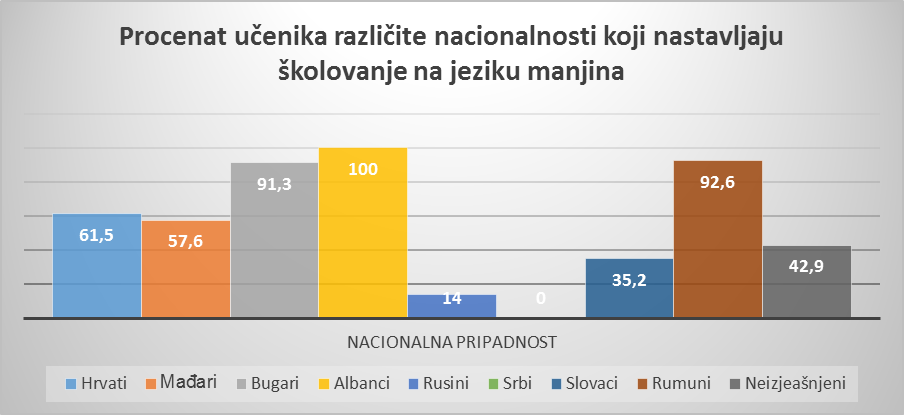 Procenat učenika različite nacionalnosti koji nastavljaju
školovanje na jeziku manjina
61,5
57,6
91,3
100
14
0
35,2
92,6
42,9
NACIONALNA PRIPADNOST
Hrvati Mađari Bugari Albanci Rusini Srbi Slovaci Rumuni Neizjeašnjeni